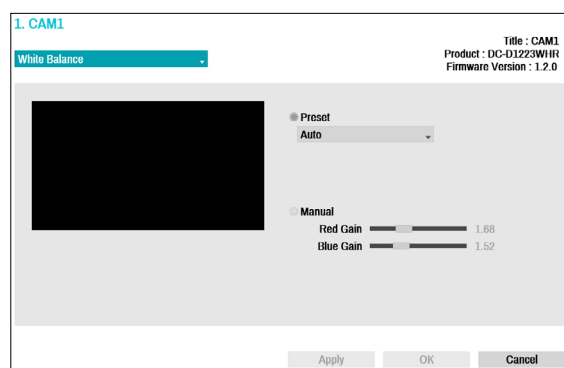 1. CAM1
Title : CAM1
White Balance
Product : DC-D1223WHR
Firmware Version : 1.2.0
Preset
Auto
Manual
Red Gain 1.68
Blue Gain 1.52
Apply OK Cancel